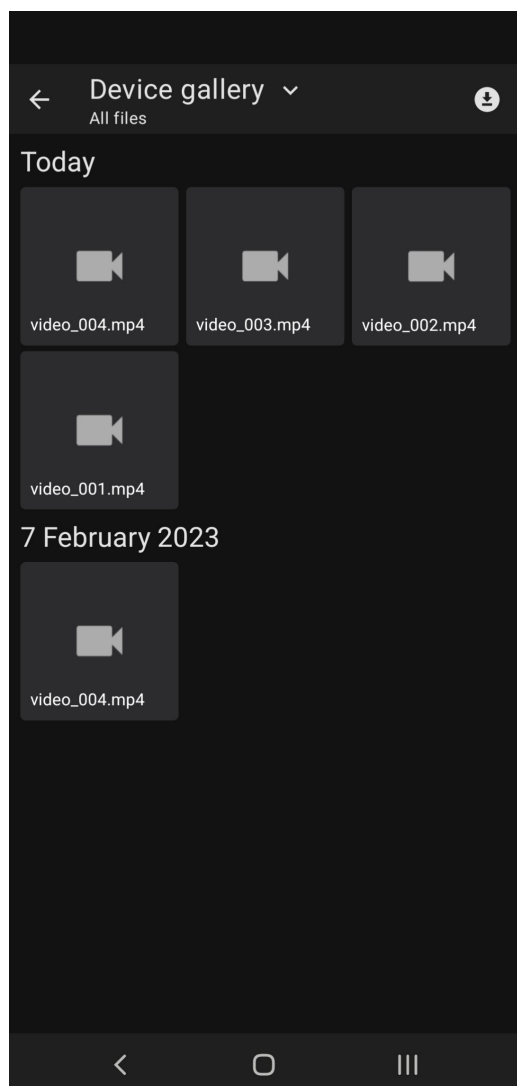 Device gallery
All files
Today
video_004.mp4
video_003.mp4
video_002.mp4
video_001.mp4
7 February 2023
video_004.mp4